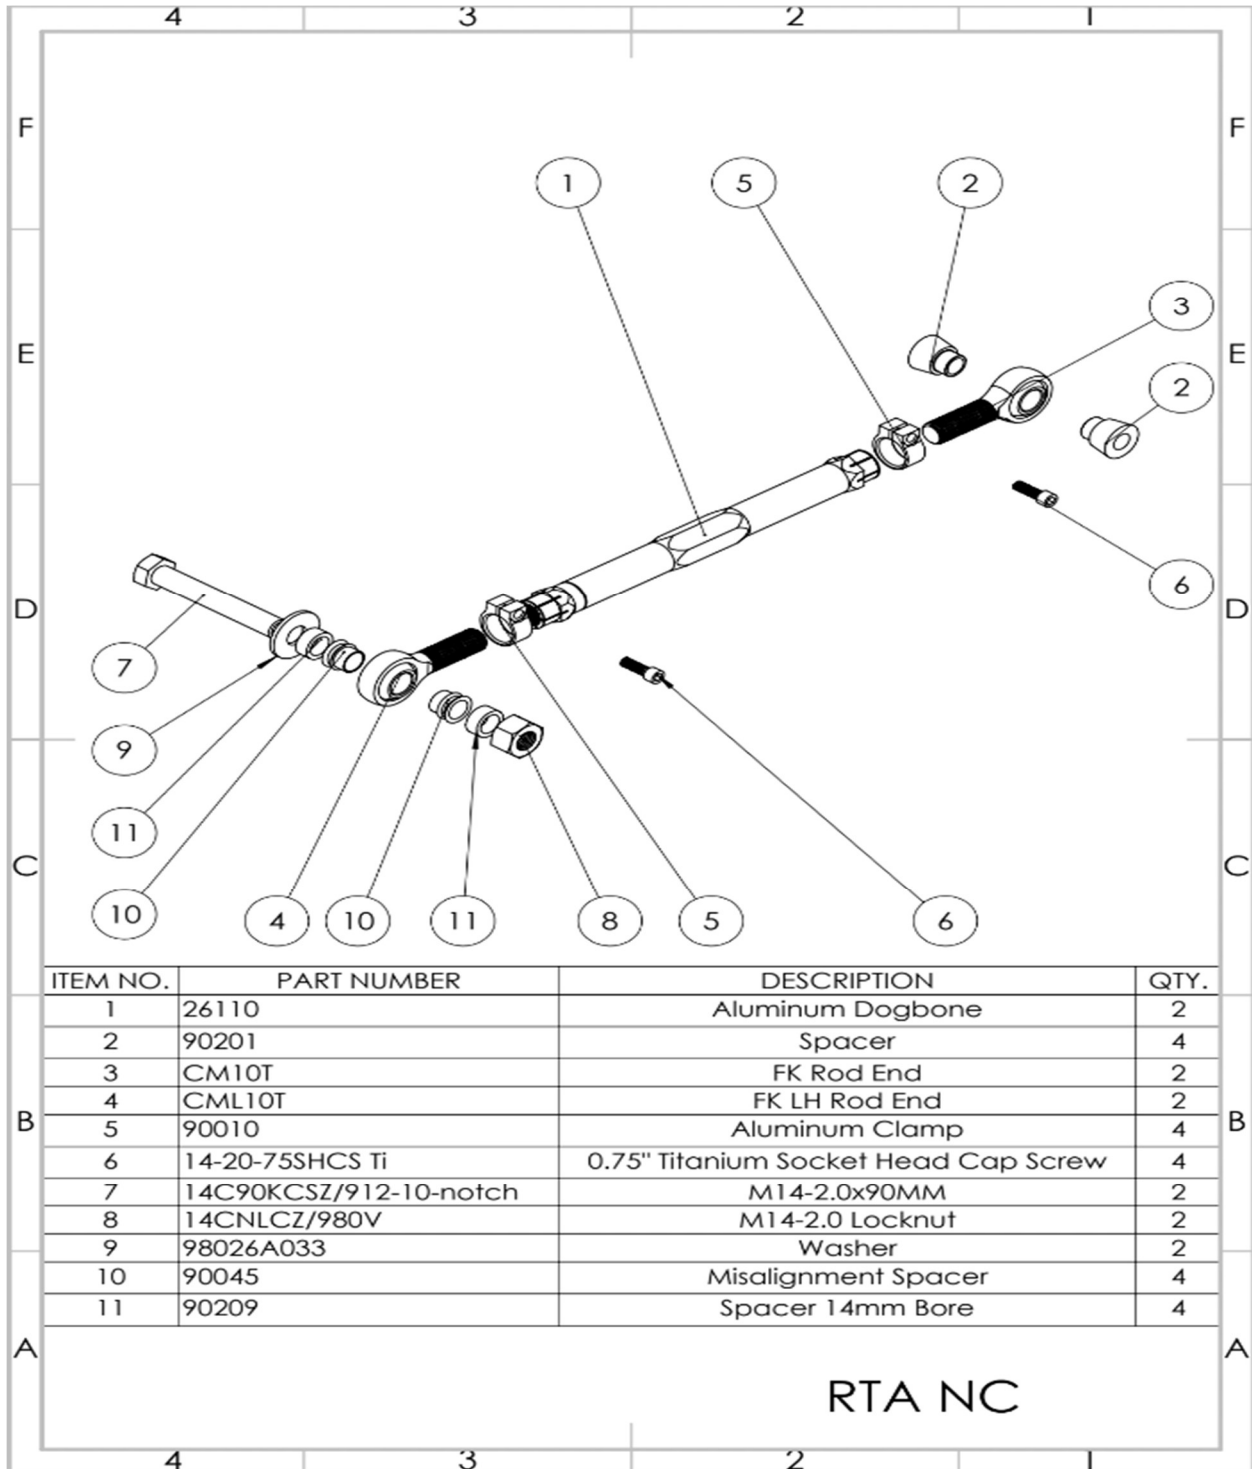 4 3 2 1
F F
1 5 2
3
E E
2
6
D D
7
9
11
C C
10 4 10 11 8 5 6
ITEM NO. PART NUMBER DESCRIPTION QTY.
1 26110 Aluminum Dogbone 2
2 90201 Spacer 4
3 CM10T FK Rod End 2
4 CML10T FK LH Rod End 2
B B
5 90010 Aluminum Clamp 4
6 14-20-75SHCS Ti 0.75" Titanium Socket Head Cap Screw 4
7 14C90KCSZ/912-10-notch M14-2.0x90MM 2
8 14CNLCZ/980V M14-2.0 Locknut 2
9 98026A033 Washer 2
10 90045 Misalignment Spacer 4
11 90209 Spacer 14mm Bore 4
A A
RTA NC
4 3 2 1